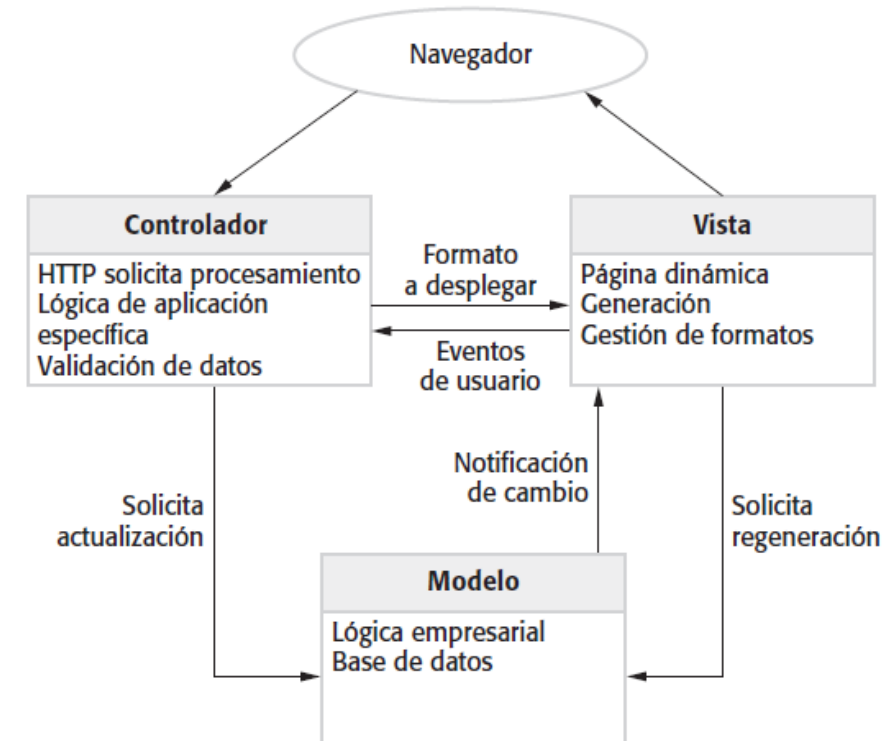 Navegador
Controlador
HTTP solicita procesamiento
Lógica de aplicación
específica
Validación de datos
Formato
a desplegar
Eventos
de usuario
Vista
Página dinámica
Generación
Gestión de formatos
Solicita
actualización
Notificación
de cambio
Solicita
regeneración
Modelo
Lógica empresarial
Base de datos